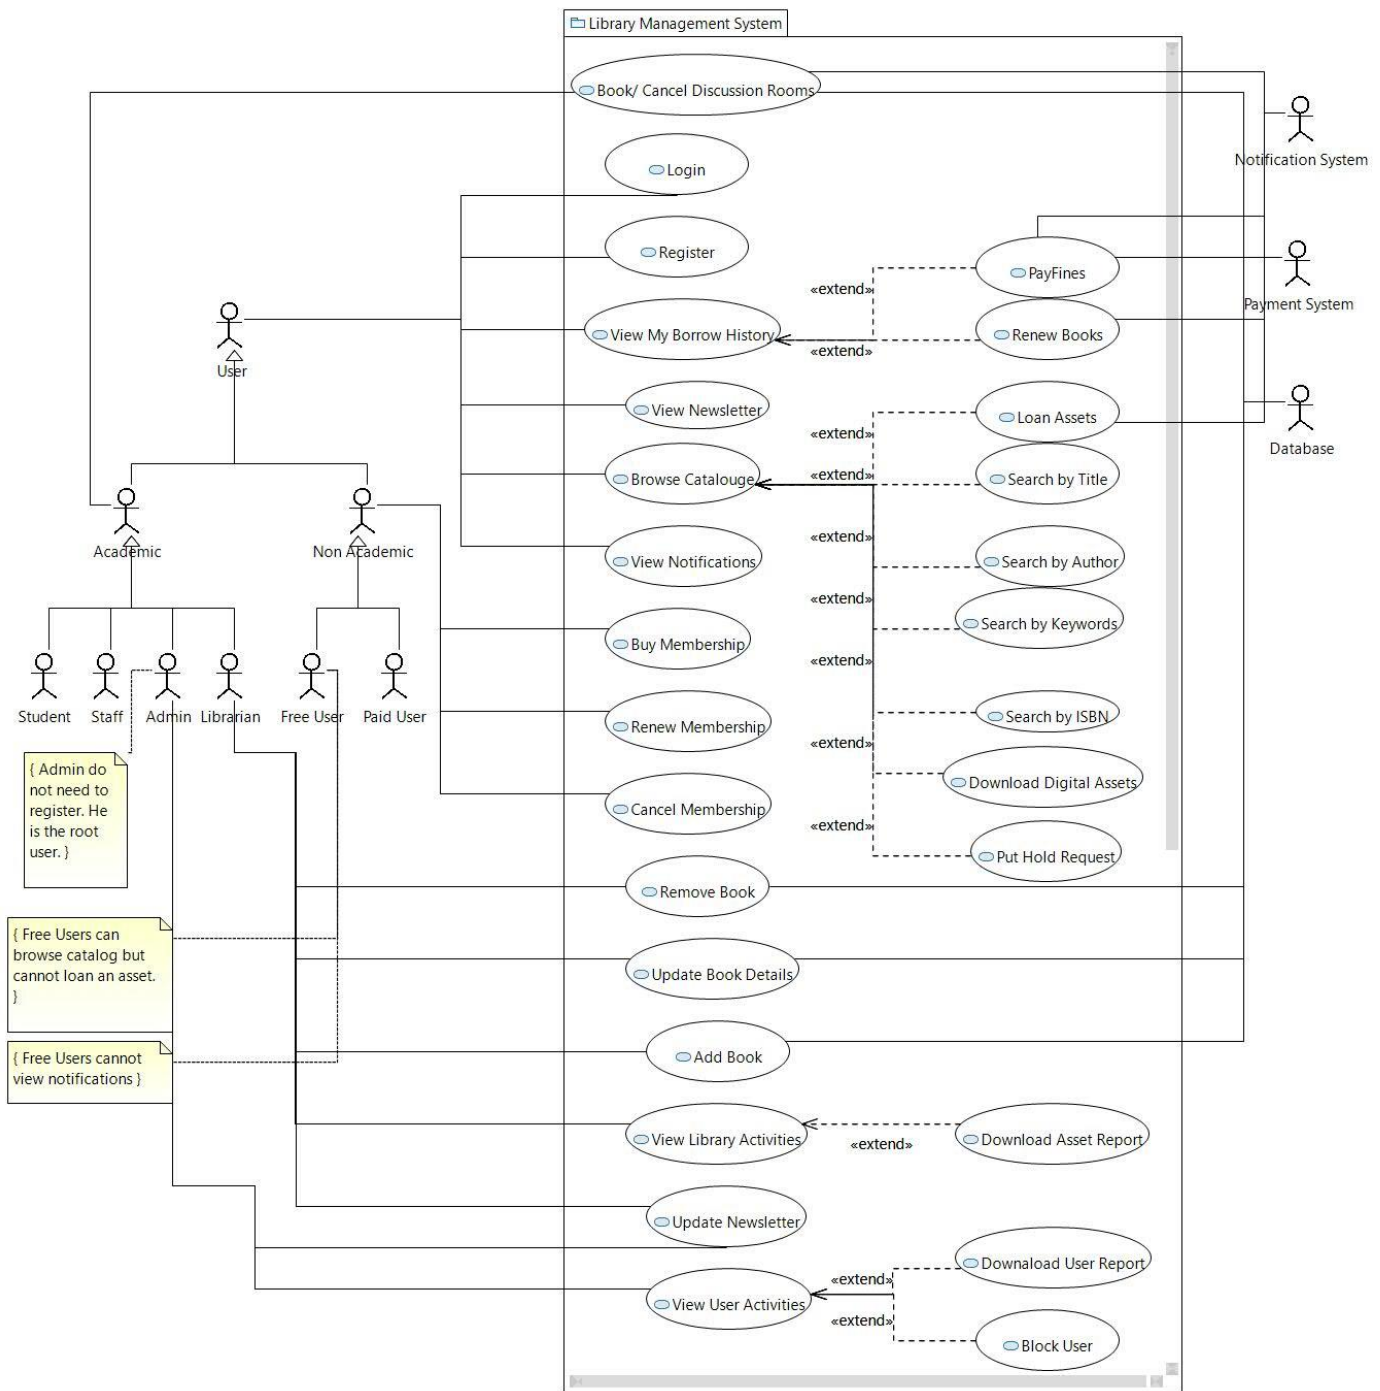 Library Management System
Book/ Cancel Discussion Rooms
Notification System
Login
Register
PayFines
«extend»
Payment System
View My Borrow History
Renew Books
«extend»
User
View Newsletter
Loan Assets
«extend»
Database
Browse Catalouge
«extend»
Search by Title
Academic
Non Academic
«extend»
View Notifications
Search by Author
«extend»
Search by Keywords
Buy Membership
«extend»
Student
Staff
Admin
Librarian
Free User
Paid User
Renew Membership
Search by ISBN
«extend»
{ Admin do
not need to
register. He
is the root
user. }
Download Digital Assets
Cancel Membership
«extend»
Put Hold Request
Remove Book
{ Free Users can
browse catalog but
cannot loan an asset.
}
Update Book Details
{ Free Users cannot
view notifications }
Add Book
View Library Activities
«extend»
Download Asset Report
Update Newsletter
Downaload User Report
«extend»
View User Activities
«extend»
Block User